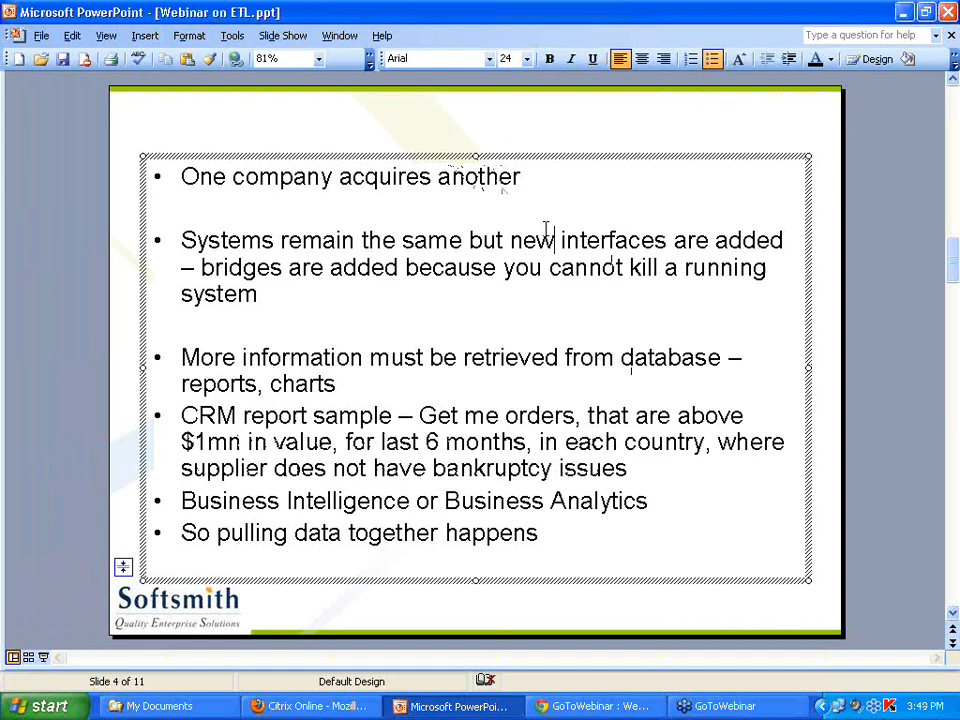 Microsoft PowerPoint - [Webinar on ETL.ppt]
File Edit View Insert Format Tools Slide Show Window Help Type a question for help
81% Arial 24 B I U A A Design
• One company acquires another
• Systems remain the same but new interfaces are added
– bridges are added because you cannot kill a running
system
• More information must be retrieved from database –
reports, charts
• CRM report sample – Get me orders, that are above
$1mn in value, for last 6 months, in each country, where
supplier does not have bankruptcy issues
• Business Intelligence or Business Analytics
• So pulling data together happens
Softsmith
Quality Enterprise Solutions
Slide 4 of 11 Default Design
start My Documents Citrix Online - Mozill... Microsoft PowerPoi... GoToWebinar : We... GoToWebinar 3:49 PM